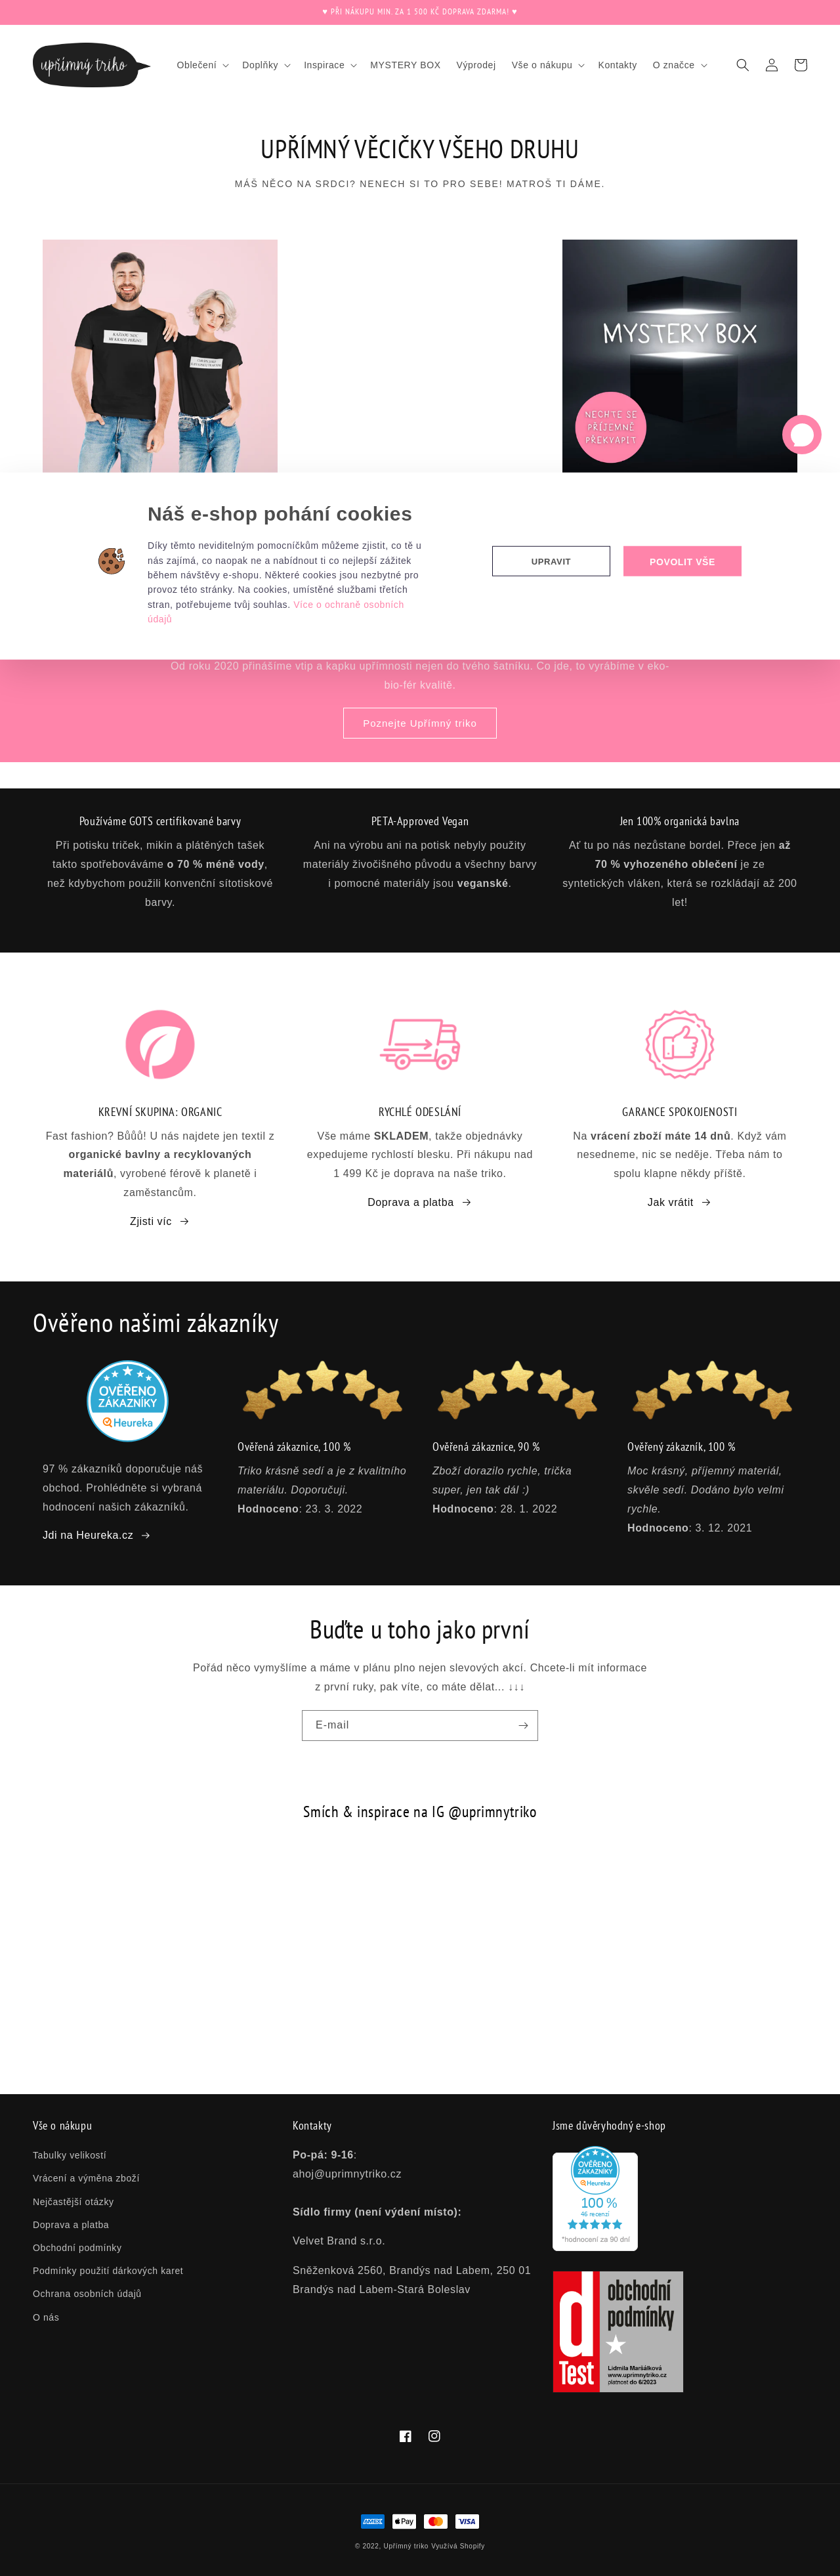 ♥ PŘI NÁKUPU MIN. ZA 1 500 KČ DOPRAVA ZDARMA! ♥
upřímný triko
Oblečení
Doplňky
Inspirace
MYSTERY BOX
Výprodej
Vše o nákupu
Kontakty
O značce
UPŘÍMNÝ VĚCIČKY VŠEHO DRUHU
MÁŠ NĚCO NA SRDCI? NENECH SI TO PRO SEBE! MATROŠ TI DÁME.
MYSTERY BOX
NECHTE SE
PŘÍJEMNĚ
PŘEKVAPIT
Náš e-shop pohání cookies
Díky těmto neviditelným pomocníčkům můžeme zjistit, co tě u
nás zajímá, co naopak ne a nabídnout ti co nejlepší zážitek
během návštěvy e-shopu. Některé cookies jsou nezbytné pro
provoz této stránky. Na cookies, umístěné službami třetích
stran, potřebujeme tvůj souhlas. Více o ochraně osobních
údajů
UPRAVIT
POVOLIT VŠE
Od roku 2020 přinášíme vtip a kapku upřímnosti nejen do tvého šatníku. Co jde, to vyrábíme v eko-
bio-fér kvalitě.
Poznejte Upřímný triko
Používáme GOTS certifikované barvy
Při potisku triček, mikin a plátěných tašek
takto spotřebováváme o 70 % méně vody,
než kdybychom použili konvenční sítotiskové
barvy.
PETA-Approved Vegan
Ani na výrobu ani na potisk nebyly použity
materiály živočišného původu a všechny barvy
i pomocné materiály jsou veganské.
Jen 100% organická bavlna
Ať tu po nás nezůstane bordel. Přece jen až
70 % vyhozeného oblečení je ze
syntetických vláken, která se rozkládají až 200
let!
KREVNÍ SKUPINA: ORGANIC
Fast fashion? Bůůů! U nás najdete jen textil z
organické bavlny a recyklovaných
materiálů, vyrobené férově k planetě i
zaměstancům.
Zjisti víc →
RYCHLÉ ODESLÁNÍ
Vše máme SKLADEM, takže objednávky
expedujeme rychlostí blesku. Při nákupu nad
1 499 Kč je doprava na naše triko.
Doprava a platba →
GARANCE SPOKOJENOSTI
Na vrácení zboží máte 14 dnů. Když vám
nesedneme, nic se neděje. Třeba nám to
spolu klapne někdy příště.
Jak vrátit →
Ověřeno našimi zákazníky
OVĚŘENO
ZÁKAZNÍKY
Heureka
97 % zákazníků doporučuje náš
obchod. Prohlédněte si vybraná
hodnocení našich zákazníků.
Jdi na Heureka.cz →
Ověřená zákaznice, 100 %
Triko krásně sedí a je z kvalitního
materiálu. Doporučuji.
Hodnoceno: 23. 3. 2022
Ověřená zákaznice, 90 %
Zboží dorazilo rychle, trička
super, jen tak dál :)
Hodnoceno: 28. 1. 2022
Ověřený zákazník, 100 %
Moc krásný, příjemný materiál,
skvěle sedí. Dodáno bylo velmi
rychle.
Hodnoceno: 3. 12. 2021
Buďte u toho jako první
Pořád něco vymyšlíme a máme v plánu plno nejen slevových akcí. Chcete-li mít informace
z první ruky, pak víte, co máte dělat... ↓↓↓
E-mail
Smích & inspirace na IG @uprimnytriko
Vše o nákupu
Tabulky velikostí
Vrácení a výměna zboží
Nejčastější otázky
Doprava a platba
Obchodní podmínky
Podmínky použití dárkových karet
Ochrana osobních údajů
O nás
Kontakty
Po-pá: 9-16:
ahoj@uprimnytriko.cz
Sídlo firmy (není výdení místo):
Velvet Brand s.r.o.
Sněženková 2560, Brandýs nad Labem, 250 01
Brandýs nad Labem-Stará Boleslav
Jsme důvěryhodný e-shop
OVĚŘENO
ZÁKAZNÍKY
Heureka
100 %
46 recenzí
*hodnocení za 90 dní
dTest
obchodní
podmínky
Lidmila Maršálková
www.uprimnytriko.cz
platnost do 6/2023
Pay
VISA
© 2022, Upřímný triko Využívá Shopify